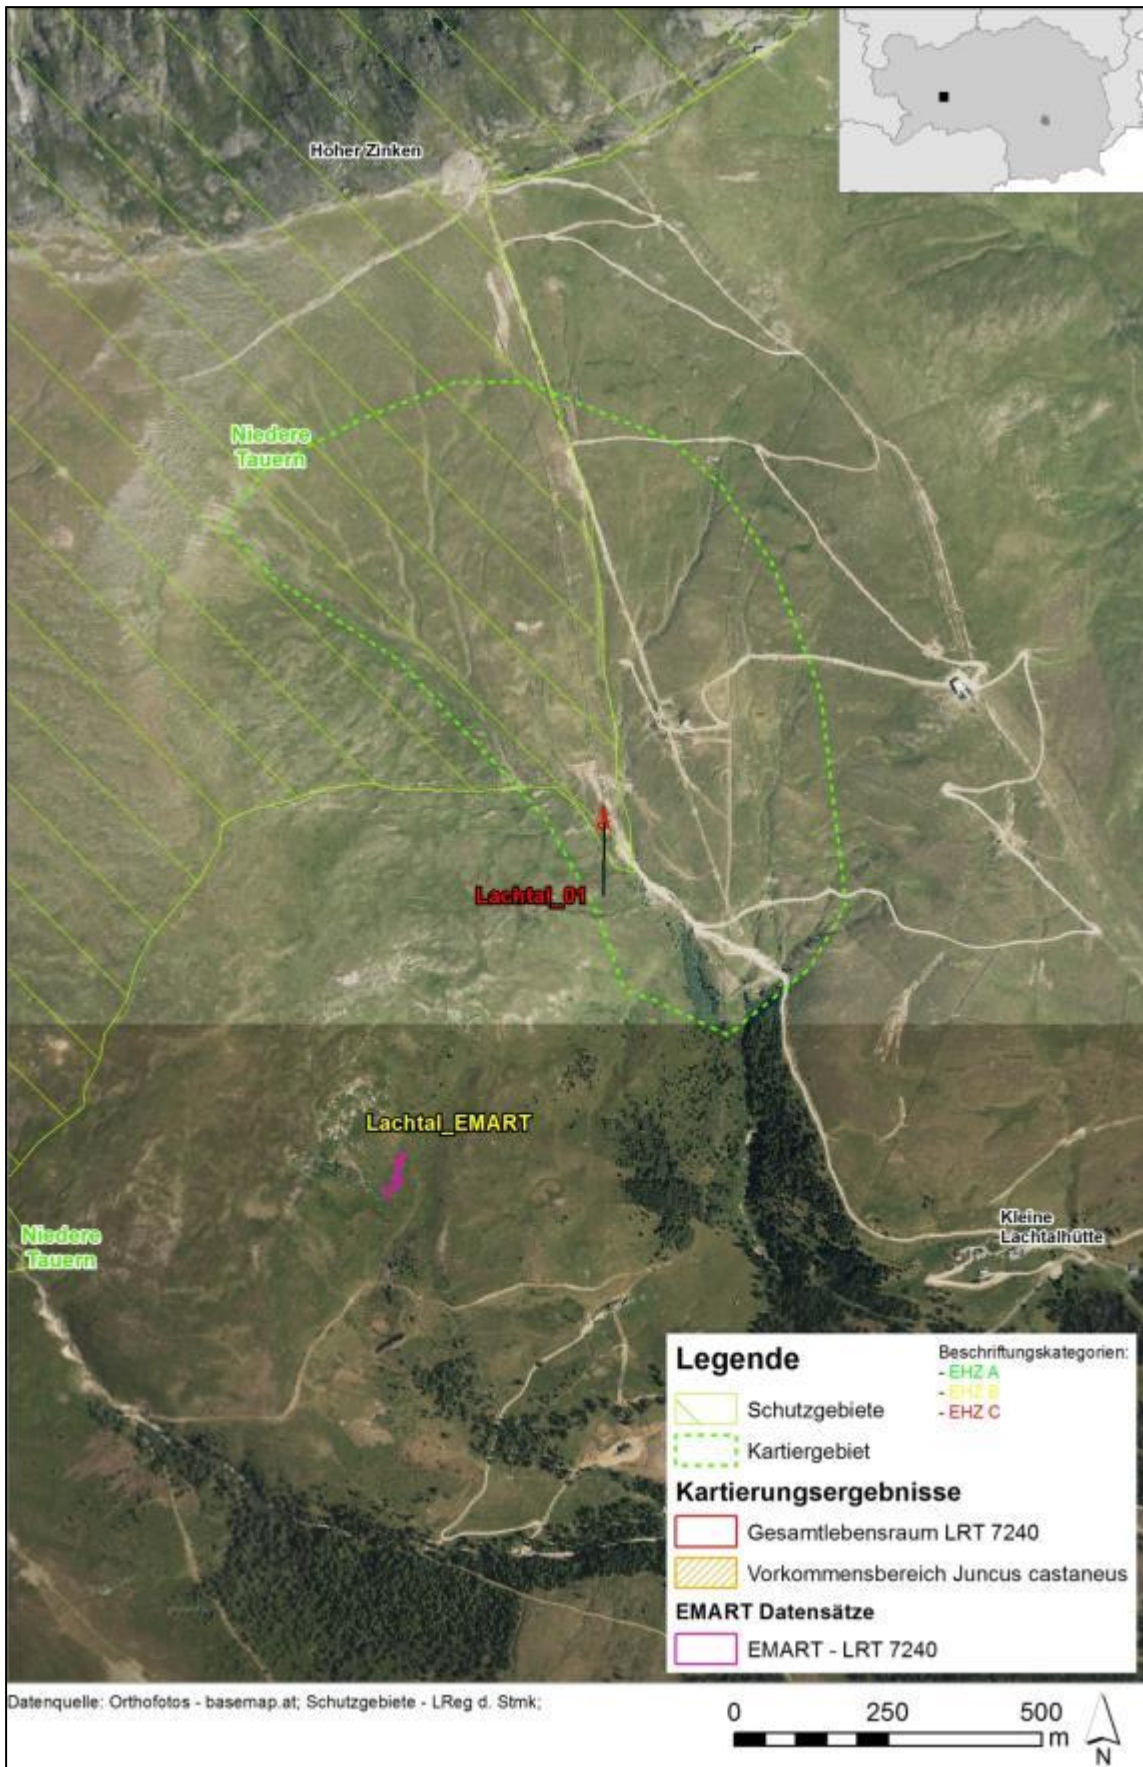 Hoher Zinken
Niedere
Tauern
Lachtal_01
Lachtal_EMART
Niedere
Tauern
Kleine
Lachtalhütte
Legende
Schutzgebiete
Kartiergebiet
Beschriftungskategorien:
- EHZ A
- EHZ B
- EHZ C
Kartierungsergebnisse
Gesamtlebensraum LRT 7240
Vorkommensbereich Juncus castaneus
EMART Datensätze
EMART - LRT 7240
Datenquelle: Orthofotos - basemap.at; Schutzgebiete - LReg d. Stmk;
0 250 500
m
N